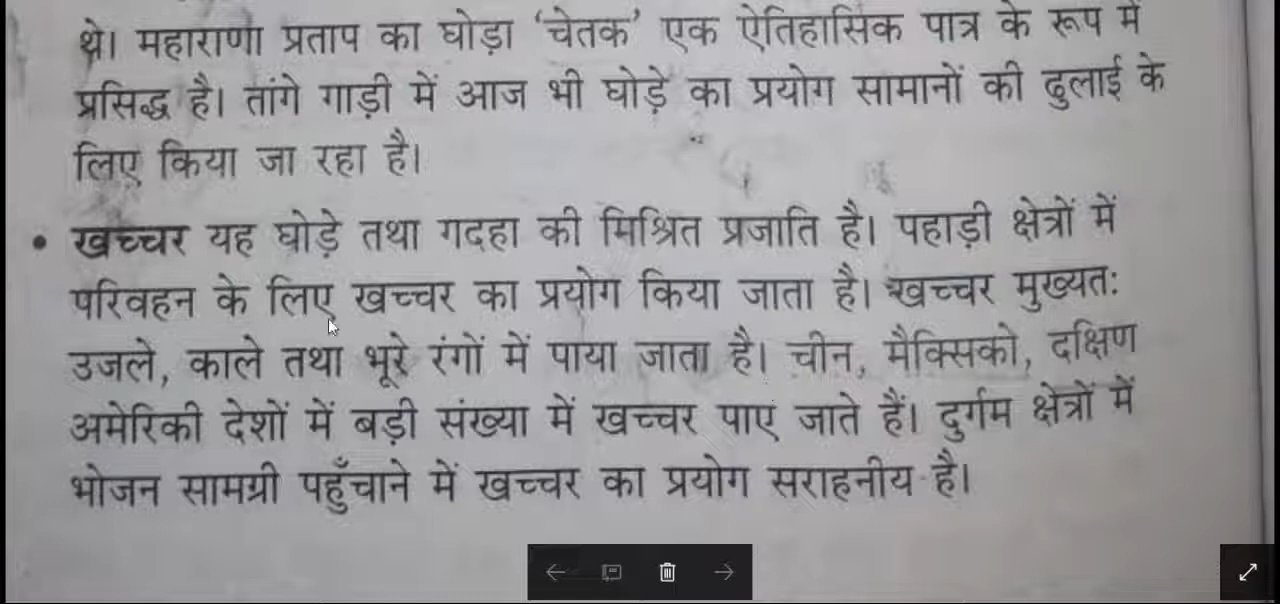 थे। महाराणा प्रताप का घोड़ा ‘चेतक’ एक ऐतिहासिक पात्र के रूप में
प्रसिद्ध है। तांगे गाड़ी में आज भी घोड़े का प्रयोग सामानों की ढुलाई के
लिए किया जा रहा है।
• खच्चर यह घोड़े तथा गदहा की मिश्रित प्रजाति है। पहाड़ी क्षेत्रों में
परिवहन के लिए खच्चर का प्रयोग किया जाता है। खच्चर मुख्यतः
उजले, काले तथा भूरे रंगों में पाया जाता है। चीन, मैक्सिको, दक्षिण
अमेरिकी देशों में बड़ी संख्या में खच्चर पाए जाते हैं। दुर्गम क्षेत्रों में
भोजन सामग्री पहुँचाने में खच्चर का प्रयोग सराहनीय है।